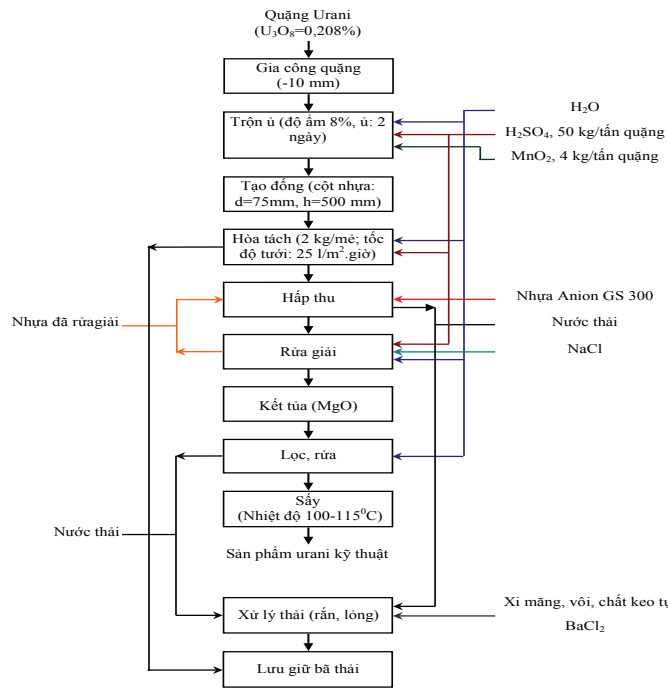 Quặng Urani
(U₃O₈=0,208%)
Gia công quặng
(-10 mm)
Trộn ủ (độ ẩm 8%, ủ: 2
ngày)
H₂O
H₂SO₄, 50 kg/tấn quặng
MnO₂, 4 kg/tấn quặng
Tạo đống (cột nhựa:
d=75mm, h=500 mm)
Hòa tách (2 kg/mẻ; tốc
độ tưới: 25 l/m².giờ)
Hấp thu
Nhựa Anion GS 300
Nhựa đã rửagiải
Nước thải
Rửa giải
NaCl
Kết tủa (MgO)
Lọc, rửa
Sấy
(Nhiệt độ 100-115⁰C)
Nước thải
Sản phẩm urani kỹ thuật
Xử lý thải (rắn, lỏng)
Xi măng, vôi, chất keo tụ
BaCl₂
Lưu giữ bã thải